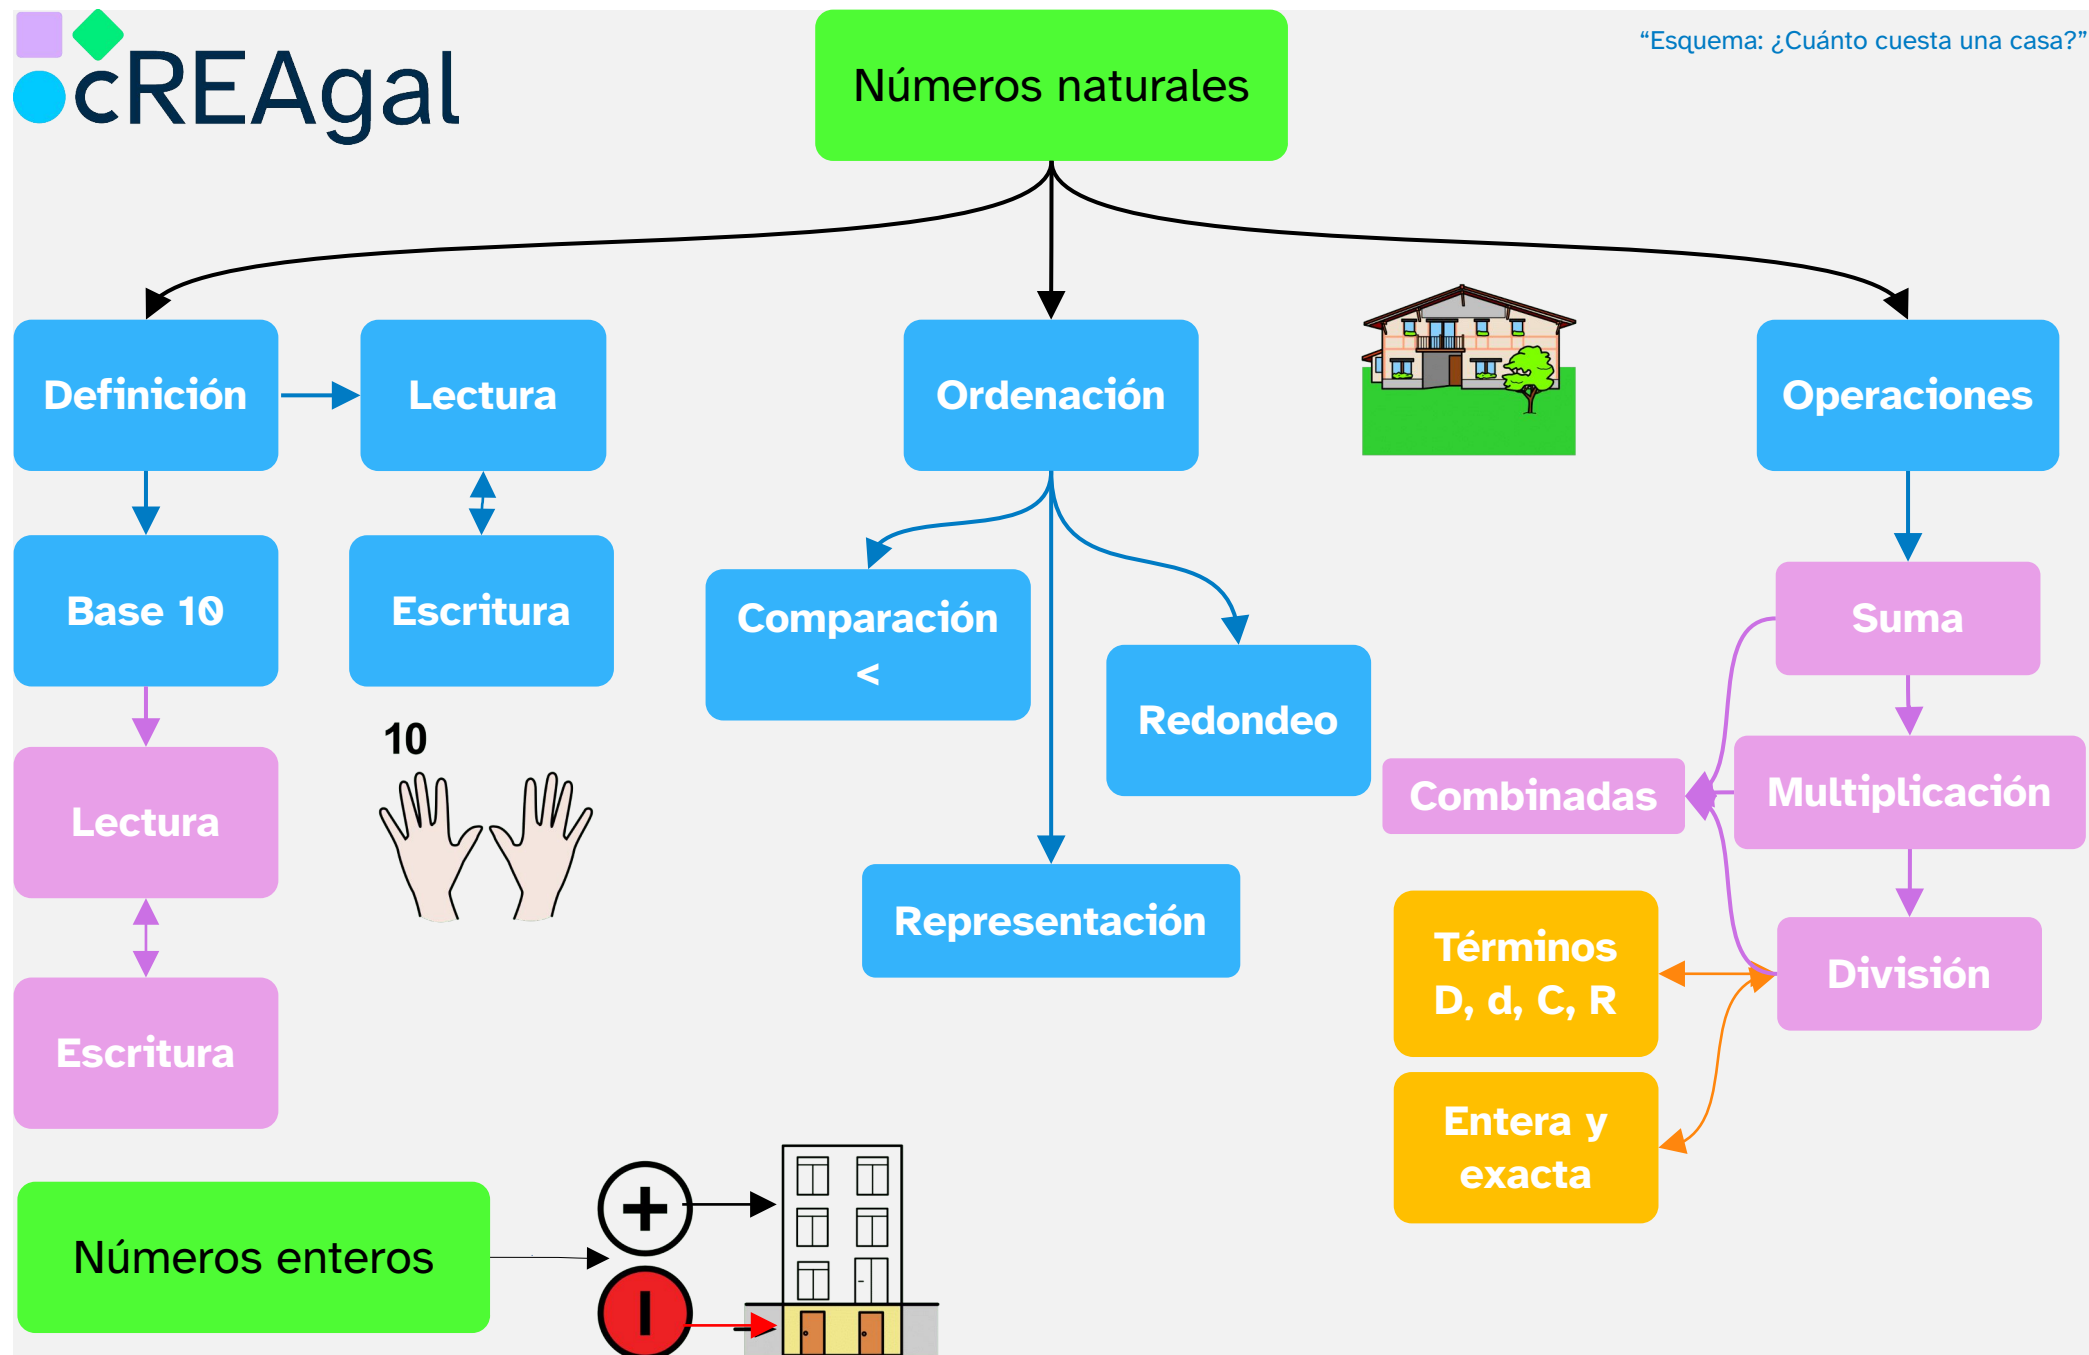 cREAgal
Números naturales
“Esquema: ¿Cuánto cuesta una casa?”
Definición
Lectura
Ordenación
Operaciones
Base 10
Escritura
Comparación
<
Redondeo
Representación
Suma
Multiplicación
Combinadas
División
Términos
D, d, C, R
Entera y
exacta
Lectura
Escritura
10
Números enteros
+